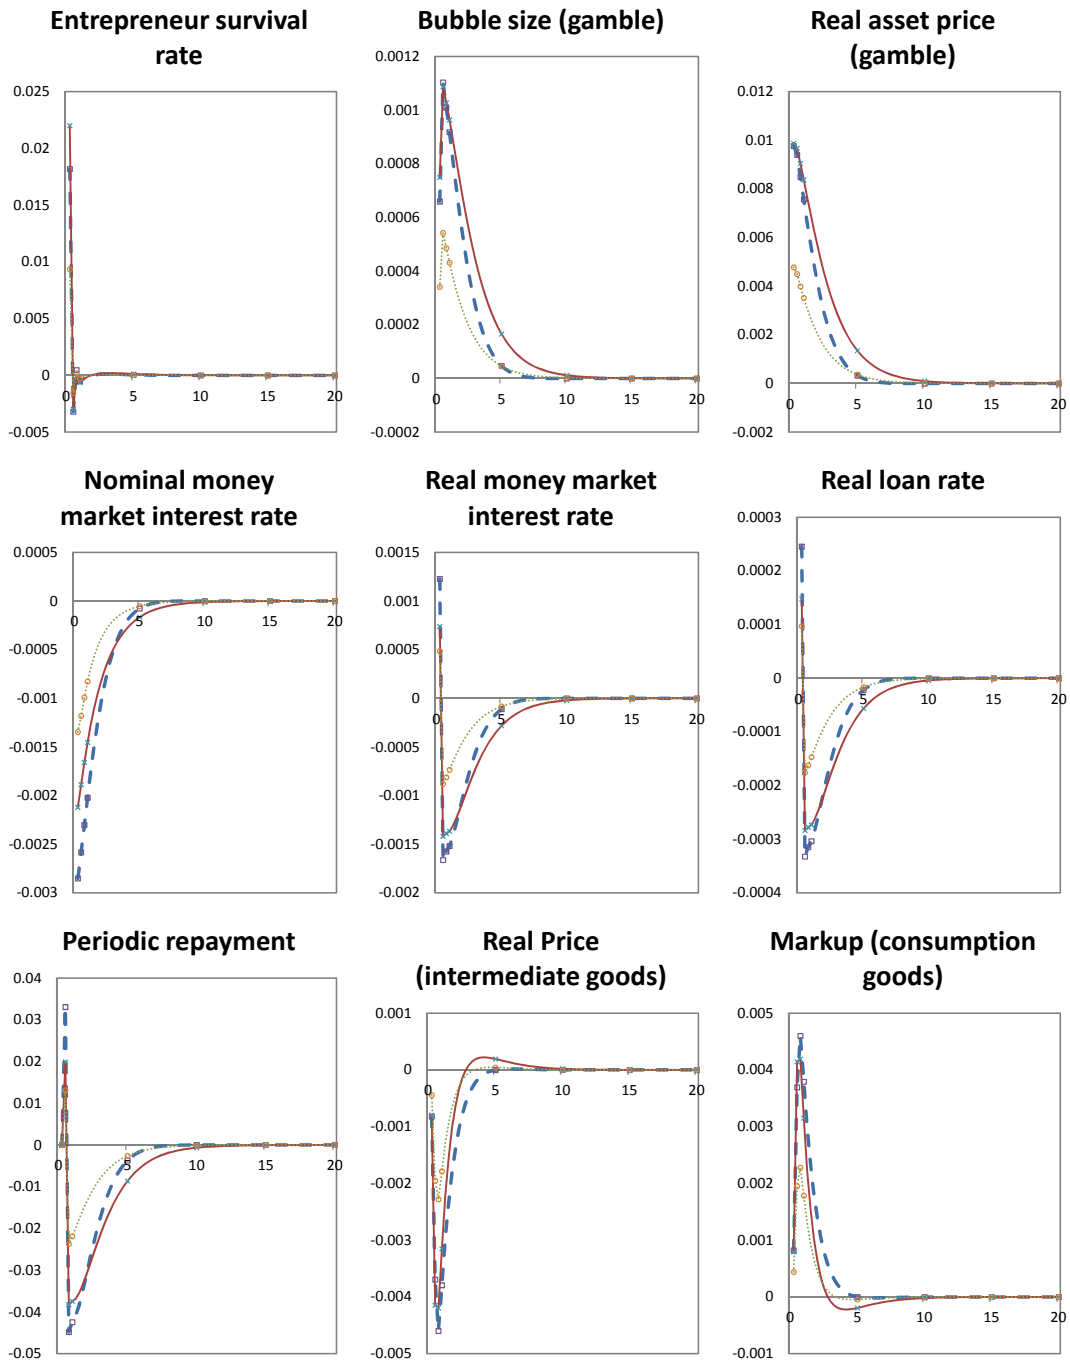 Entrepreneur survival
rate
0.025
0.02
0.015
0.01
0.005
0
-0.005
0 5 10 15 20
Bubble size (gamble)
0.0012
0.001
0.0008
0.0006
0.0004
0.0002
0
-0.0002
0 5 10 15 20
Real asset price
(gamble)
0.012
0.01
0.008
0.006
0.004
0.002
0
-0.002
0 5 10 15 20
Nominal money
market interest rate
0.0005
0
-0.0005
-0.001
-0.0015
-0.002
-0.0025
-0.003
0 5 10 15 20
Real money market
interest rate
0.0015
0.001
0.0005
0
-0.0005
-0.001
-0.0015
-0.002
0 5 10 15 20
Real loan rate
0.0003
0.0002
0.0001
0
-0.0001
-0.0002
-0.0003
-0.0004
0 5 10 15 20
Periodic repayment
0.04
0.03
0.02
0.01
0
-0.01
-0.02
-0.03
-0.04
-0.05
0 5 10 15 20
Real Price
(intermediate goods)
0.001
0
-0.001
-0.002
-0.003
-0.004
-0.005
0 5 10 15 20
Markup (consumption
goods)
0.005
0.004
0.003
0.002
0.001
0
-0.001
0 5 10 15 20